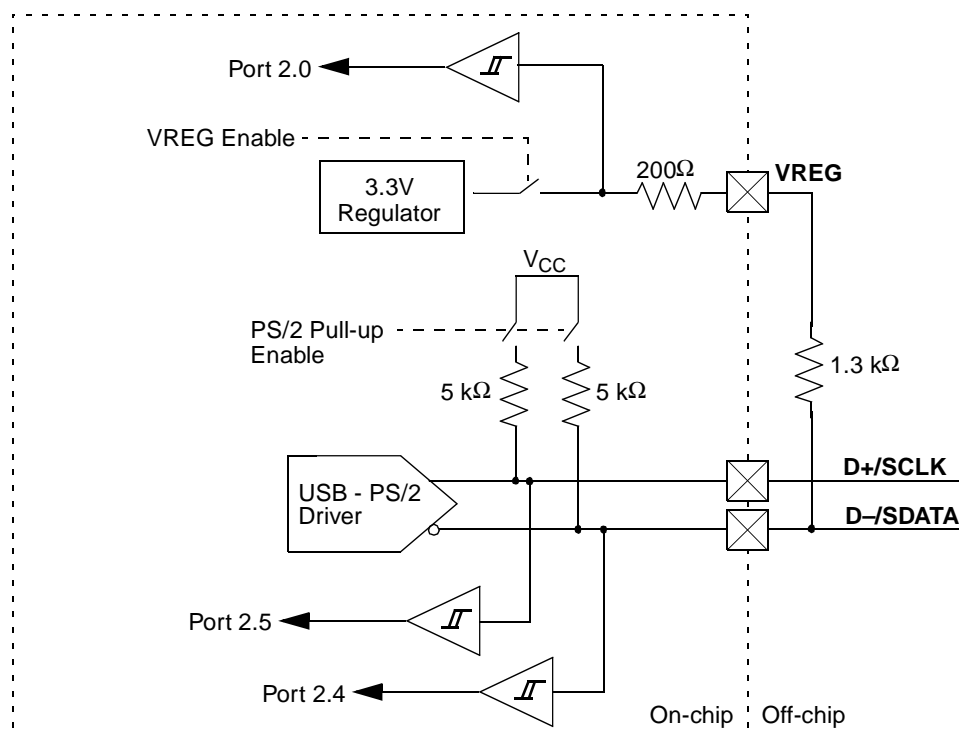 Port 2.0
VREG Enable
3.3V
Regulator
200Ω
VREG
VCC
PS/2 Pull-up
Enable
5 kΩ
5 kΩ
1.3 kΩ
USB - PS/2
Driver
D+/SCLK
D–/SDATA
Port 2.5
Port 2.4
On-chip
Off-chip